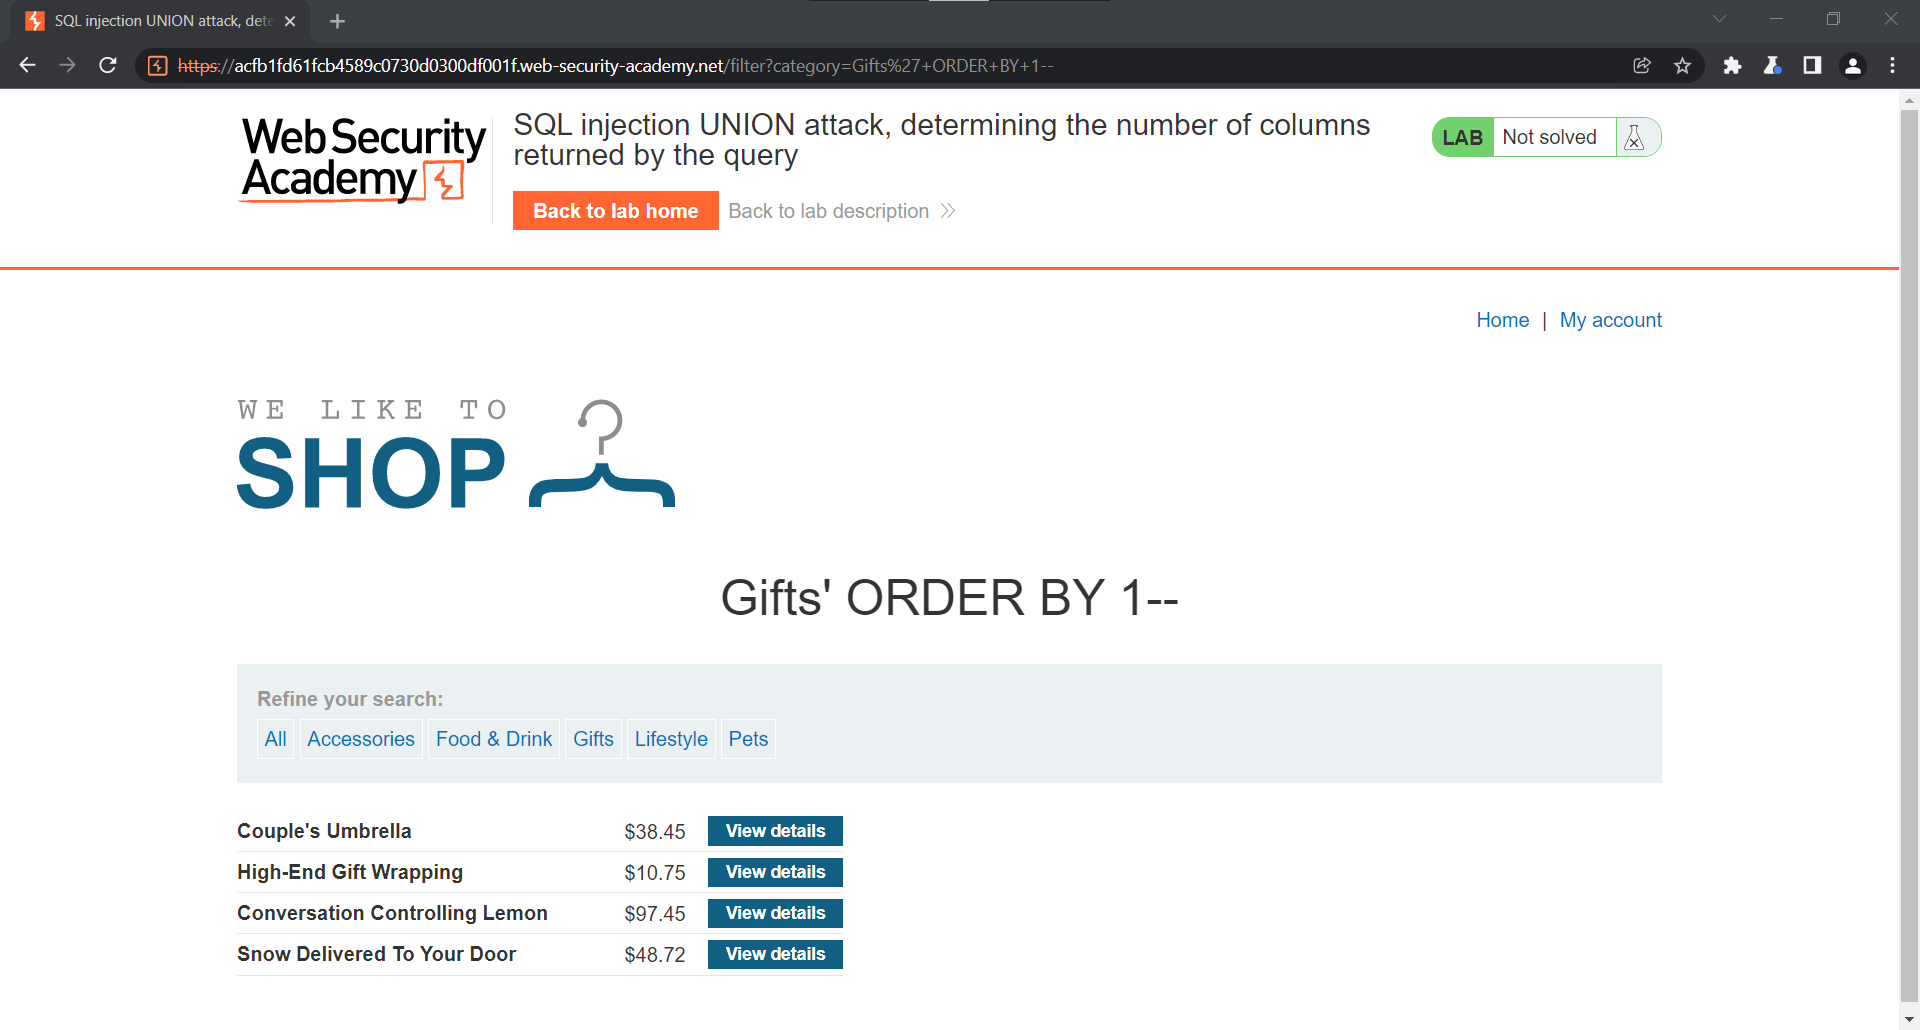 SQL injection UNION attack, dete
https://acfb1fd61fcb4589c0730d0300df001f.web-security-academy.net/filter?category=Gifts%27+ORDER+BY+1--
Web Security
Academy
SQL injection UNION attack, determining the number of columns
returned by the query
LAB Not solved
Back to lab home Back to lab description
Home | My account
WE LIKE TO
SHOP
Gifts' ORDER BY 1--
Refine your search:
All Accessories Food & Drink Gifts Lifestyle Pets
Couple's Umbrella $38.45 View details
High-End Gift Wrapping $10.75 View details
Conversation Controlling Lemon $97.45 View details
Snow Delivered To Your Door $48.72 View details